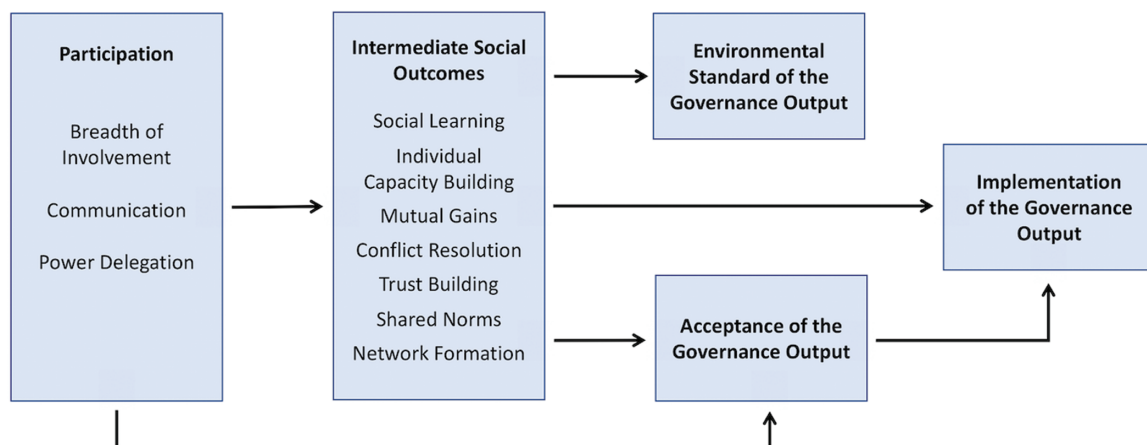 Participation
Breadth of
Involvement
Communication
Power Delegation
Intermediate Social
Outcomes
Social Learning
Individual
Capacity Building
Mutual Gains
Conflict Resolution
Trust Building
Shared Norms
Network Formation
Environmental
Standard of the
Governance Output
Acceptance of the
Governance Output
Implementation
of the Governance
Output